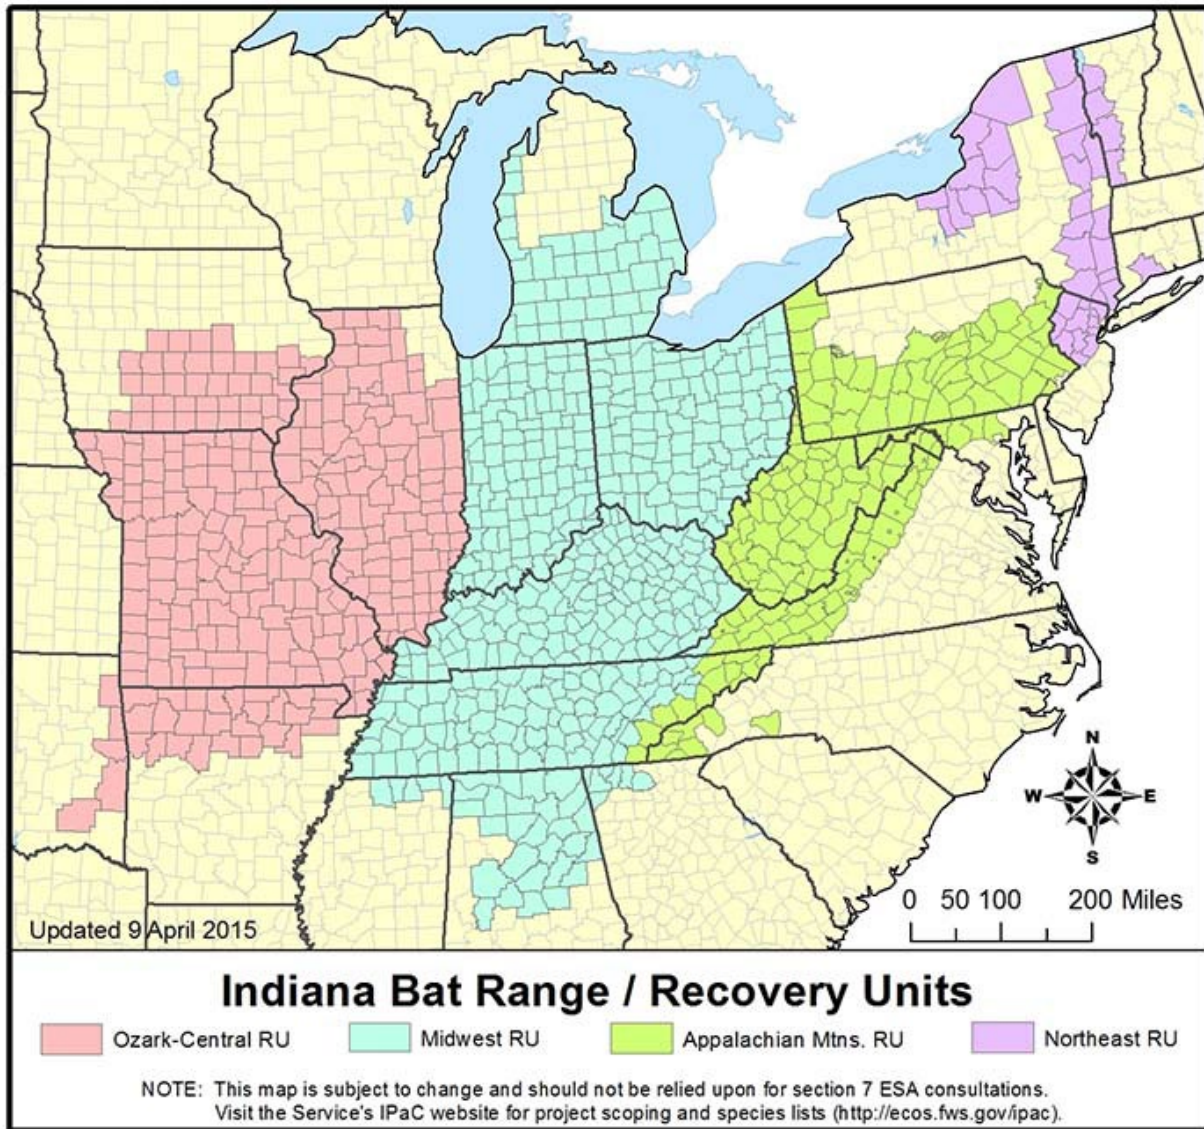 N
W E
S
0 50 100 200 Miles
Updated 9 April 2015
Indiana Bat Range / Recovery Units
Ozark-Central RU Midwest RU Appalachian Mtns. RU Northeast RU
NOTE: This map is subject to change and should not be relied upon for section 7 ESA consultations.
Visit the Service's IPaC website for project scoping and species lists (http://ecos.fws.gov/ipac).